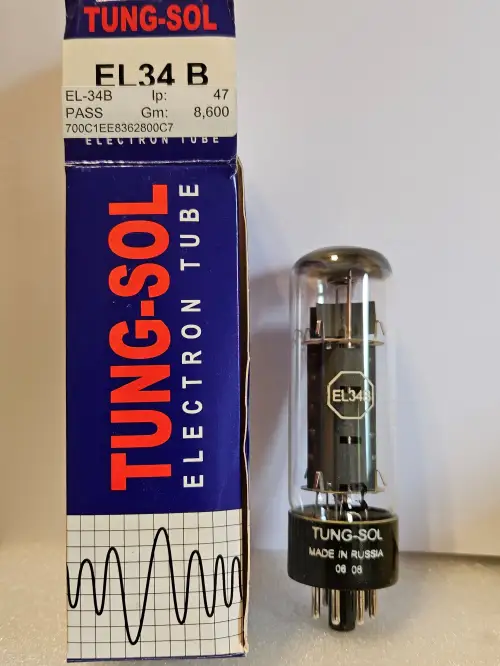 TUNG-SOL
EL34 B
EL-34B Ip: 47
PASS Gm: 8,600
700C1EE8362800C7
ELECTRON TUBE
TUNG-SOL
ELECTRON TUBE
EL34B
TUNG-SOL
MADE IN RUSSIA
06 08